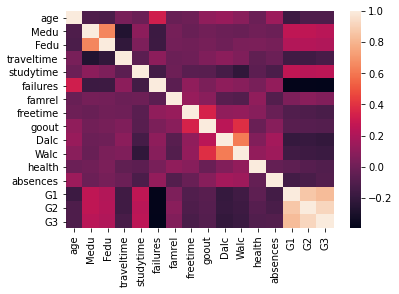 age
Medu
Fedu
traveltime
studytime
failures
famrel
freetime
goout
Dalc
Walc
health
absences
G1
G2
G3
age
Medu
Fedu
traveltime
studytime
failures
famrel
freetime
goout
Dalc
Walc
health
absences
G1
G2
G3
1.0
0.8
0.6
0.4
0.2
0.0
−0.2